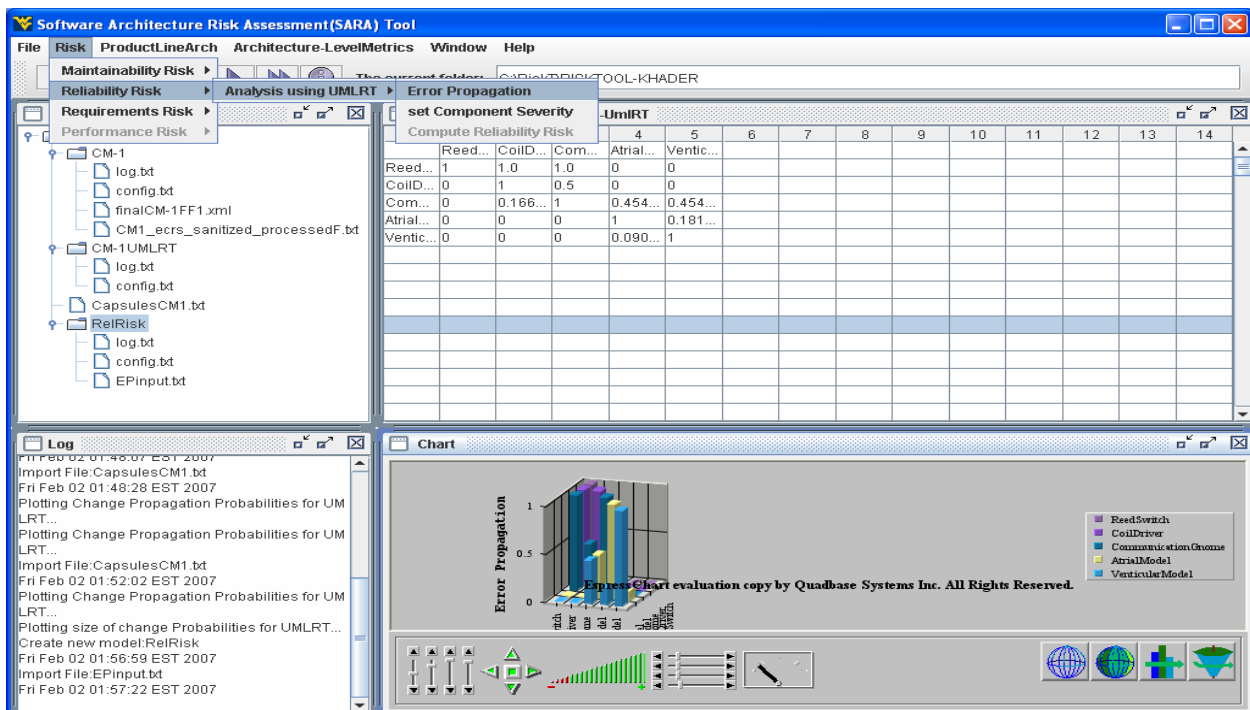 Software Architecture Risk Assessment(SARA) Tool
File Risk ProductLineArch Architecture-LevelMetrics Window Help
Maintainability Risk
Reliability Risk
Requirements Risk
Performance Risk
Analysis using UMLRT
Error Propagation
set Component Severity
Compute Reliability Risk
The current folder: C:\Risk\RISKTOOL-KHADER
CM-1
log.txt
config.txt
finalCM-1FF1.xml
CM1_ecrs_sanitized_processedF.txt
CM-1UMLRT
log.txt
config.txt
CapsulesCM1.txt
RelRisk
log.txt
config.txt
EPinput.txt
-UmlRT
4 5 6 7 8 9 10 11 12 13 14
Reed... CoilD... Com... Atrial... Ventic...
Reed... 1 1.0 1.0 0 0
CoilD... 0 1 0.5 0 0
Com... 0 0.166... 1 0.454... 0.454...
Atrial... 0 0 0 1 0.181...
Ventic... 0 0 0 0.090... 1
Log
Fri Feb 02 01:48:07 EST 2007
Import File:CapsulesCM1.txt
Fri Feb 02 01:48:28 EST 2007
Plotting Change Propagation Probabilities for UM
LRT...
Plotting Change Propagation Probabilities for UM
LRT...
Import File:CapsulesCM1.txt
Fri Feb 02 01:52:02 EST 2007
Plotting Change Propagation Probabilities for UM
LRT...
Plotting size of change Probabilities for UMLRT...
Create new model:RelRisk
Fri Feb 02 01:56:59 EST 2007
Import File:EPinput.txt
Fri Feb 02 01:57:22 EST 2007
Chart
Error Propagation
1
0.5
0
EspressChart evaluation copy by Quadbase Systems Inc. All Rights Reserved.
ReedSwitch
CoilDriver
CommunicationGnome
AtrialModel
VenticularModel